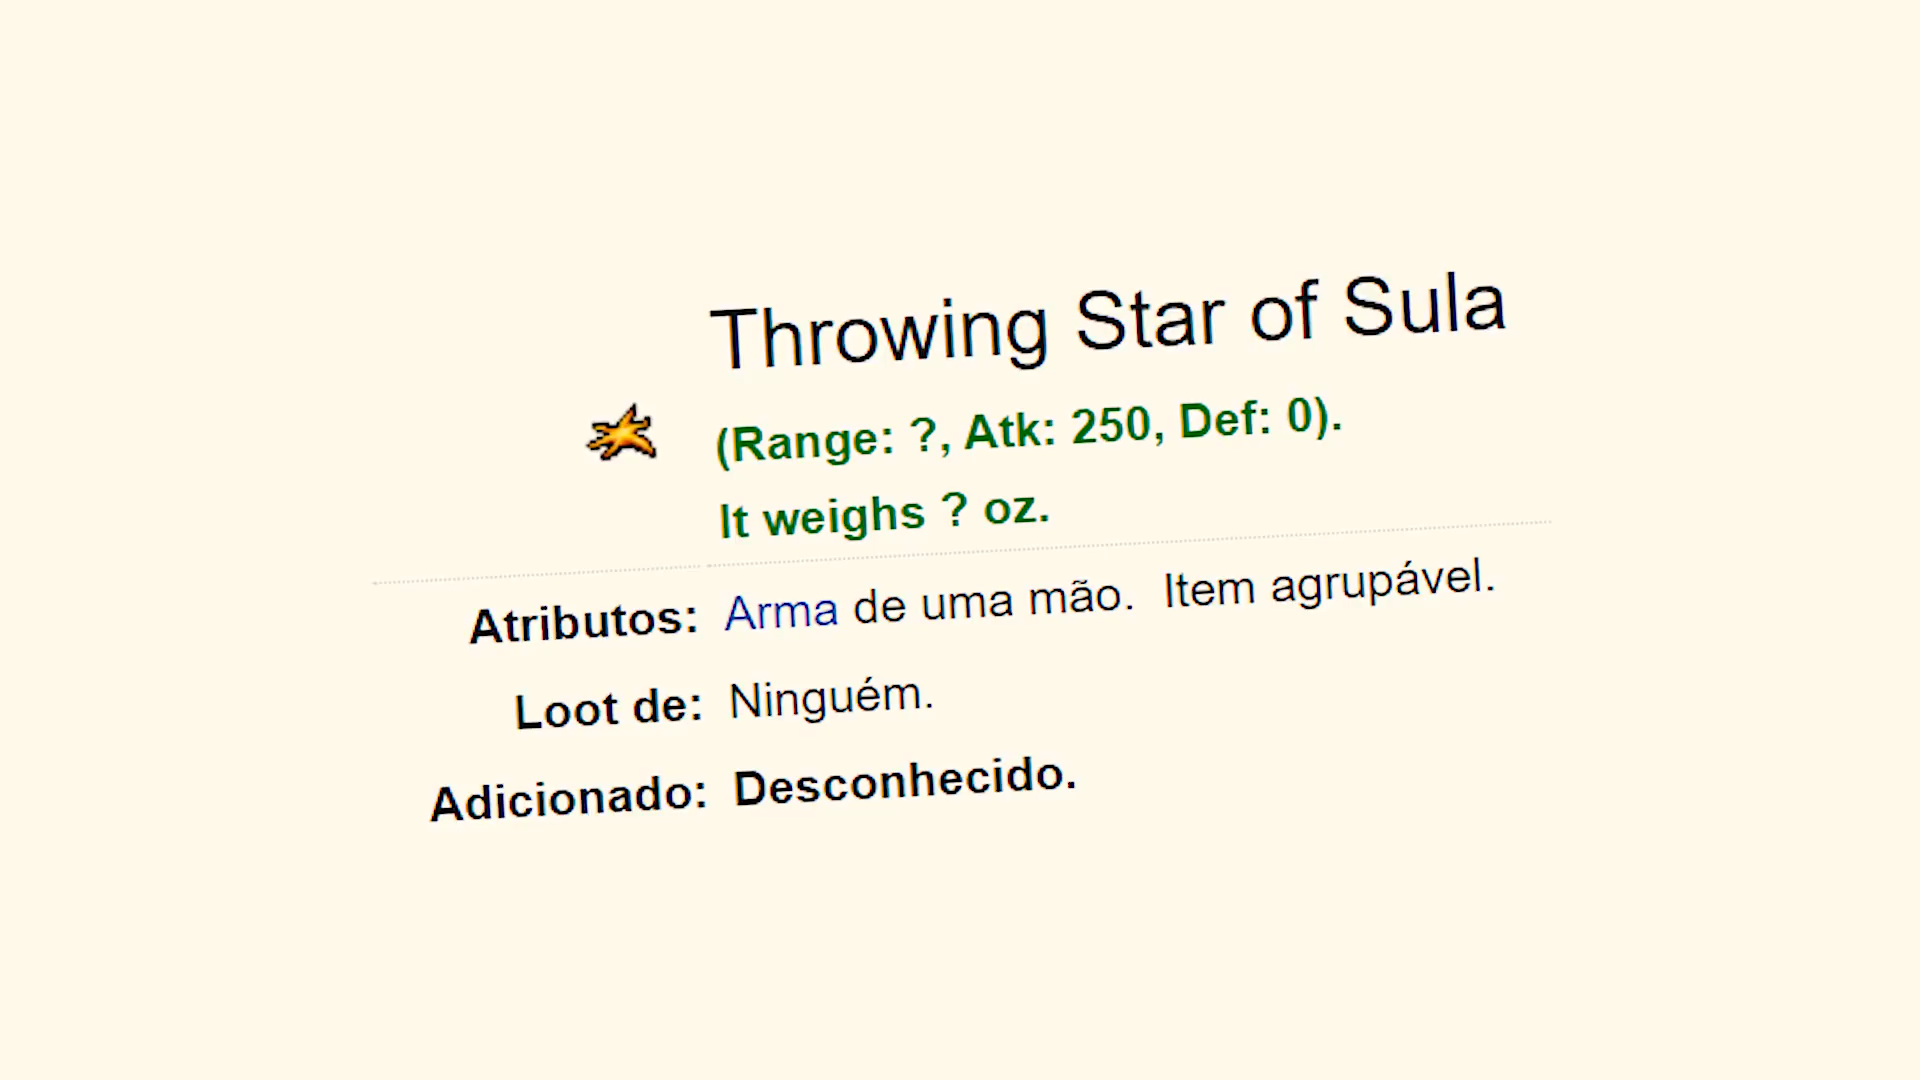 Throwing Star of Sula
(Range: ?, Atk: 250, Def: 0).
It weighs ? oz.
Atributos: Arma de uma mão. Item agrupável.
Loot de: Ninguém.
Adicionado: Desconhecido.